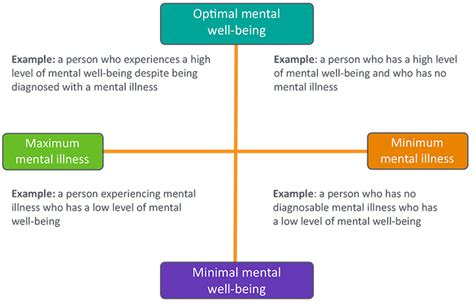 Optimal mental
well-being
Example: a person who experiences a high
level of mental well-being despite being
diagnosed with a mental illness
Example: a person who has a high level
of mental well-being and who has no
mental illness
Maximum
mental illness
Minimum
mental illness
Example: a person experiencing mental
illness who has a low level of mental
well-being
Example: a person who has no
diagnosable mental illness who has
a low level of mental well-being
Minimal mental
well-being